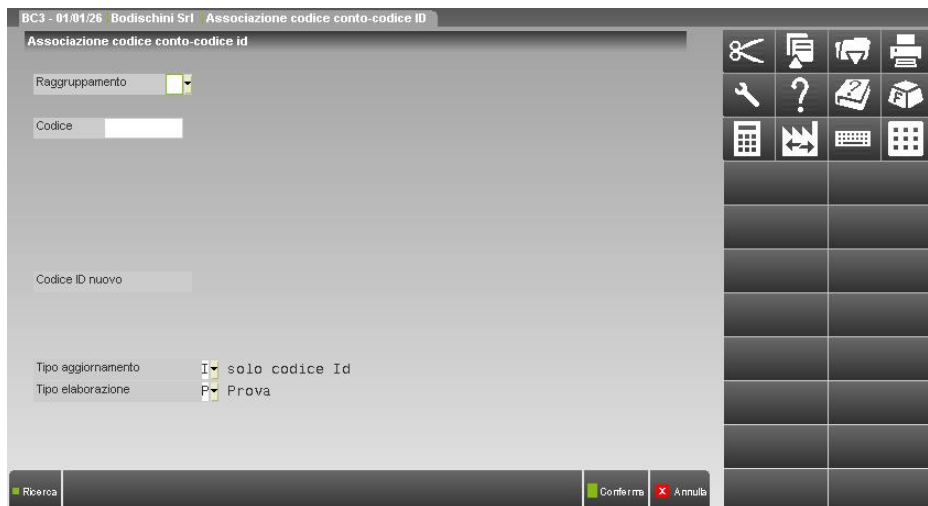 BC3 - 01/01/26 Bodischini Srl Associazione codice conto-codice ID
Associazione codice conto-codice id
Raggruppamento
Codice
Codice ID nuovo
Tipo aggiornamento I solo codice Id
Tipo elaborazione P Prova
Ricerca Conferma X Annulla